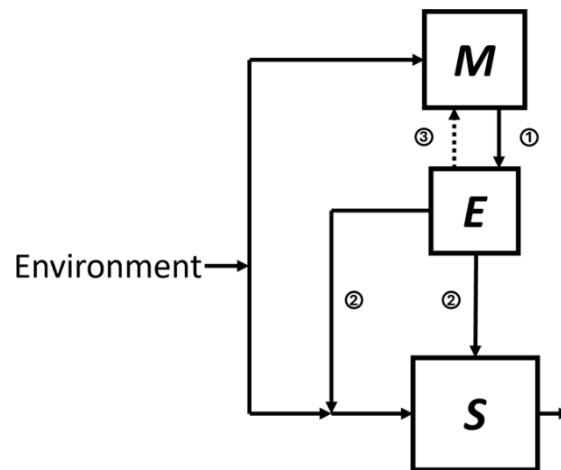 M
③ ①
E
Environment
② ②
S